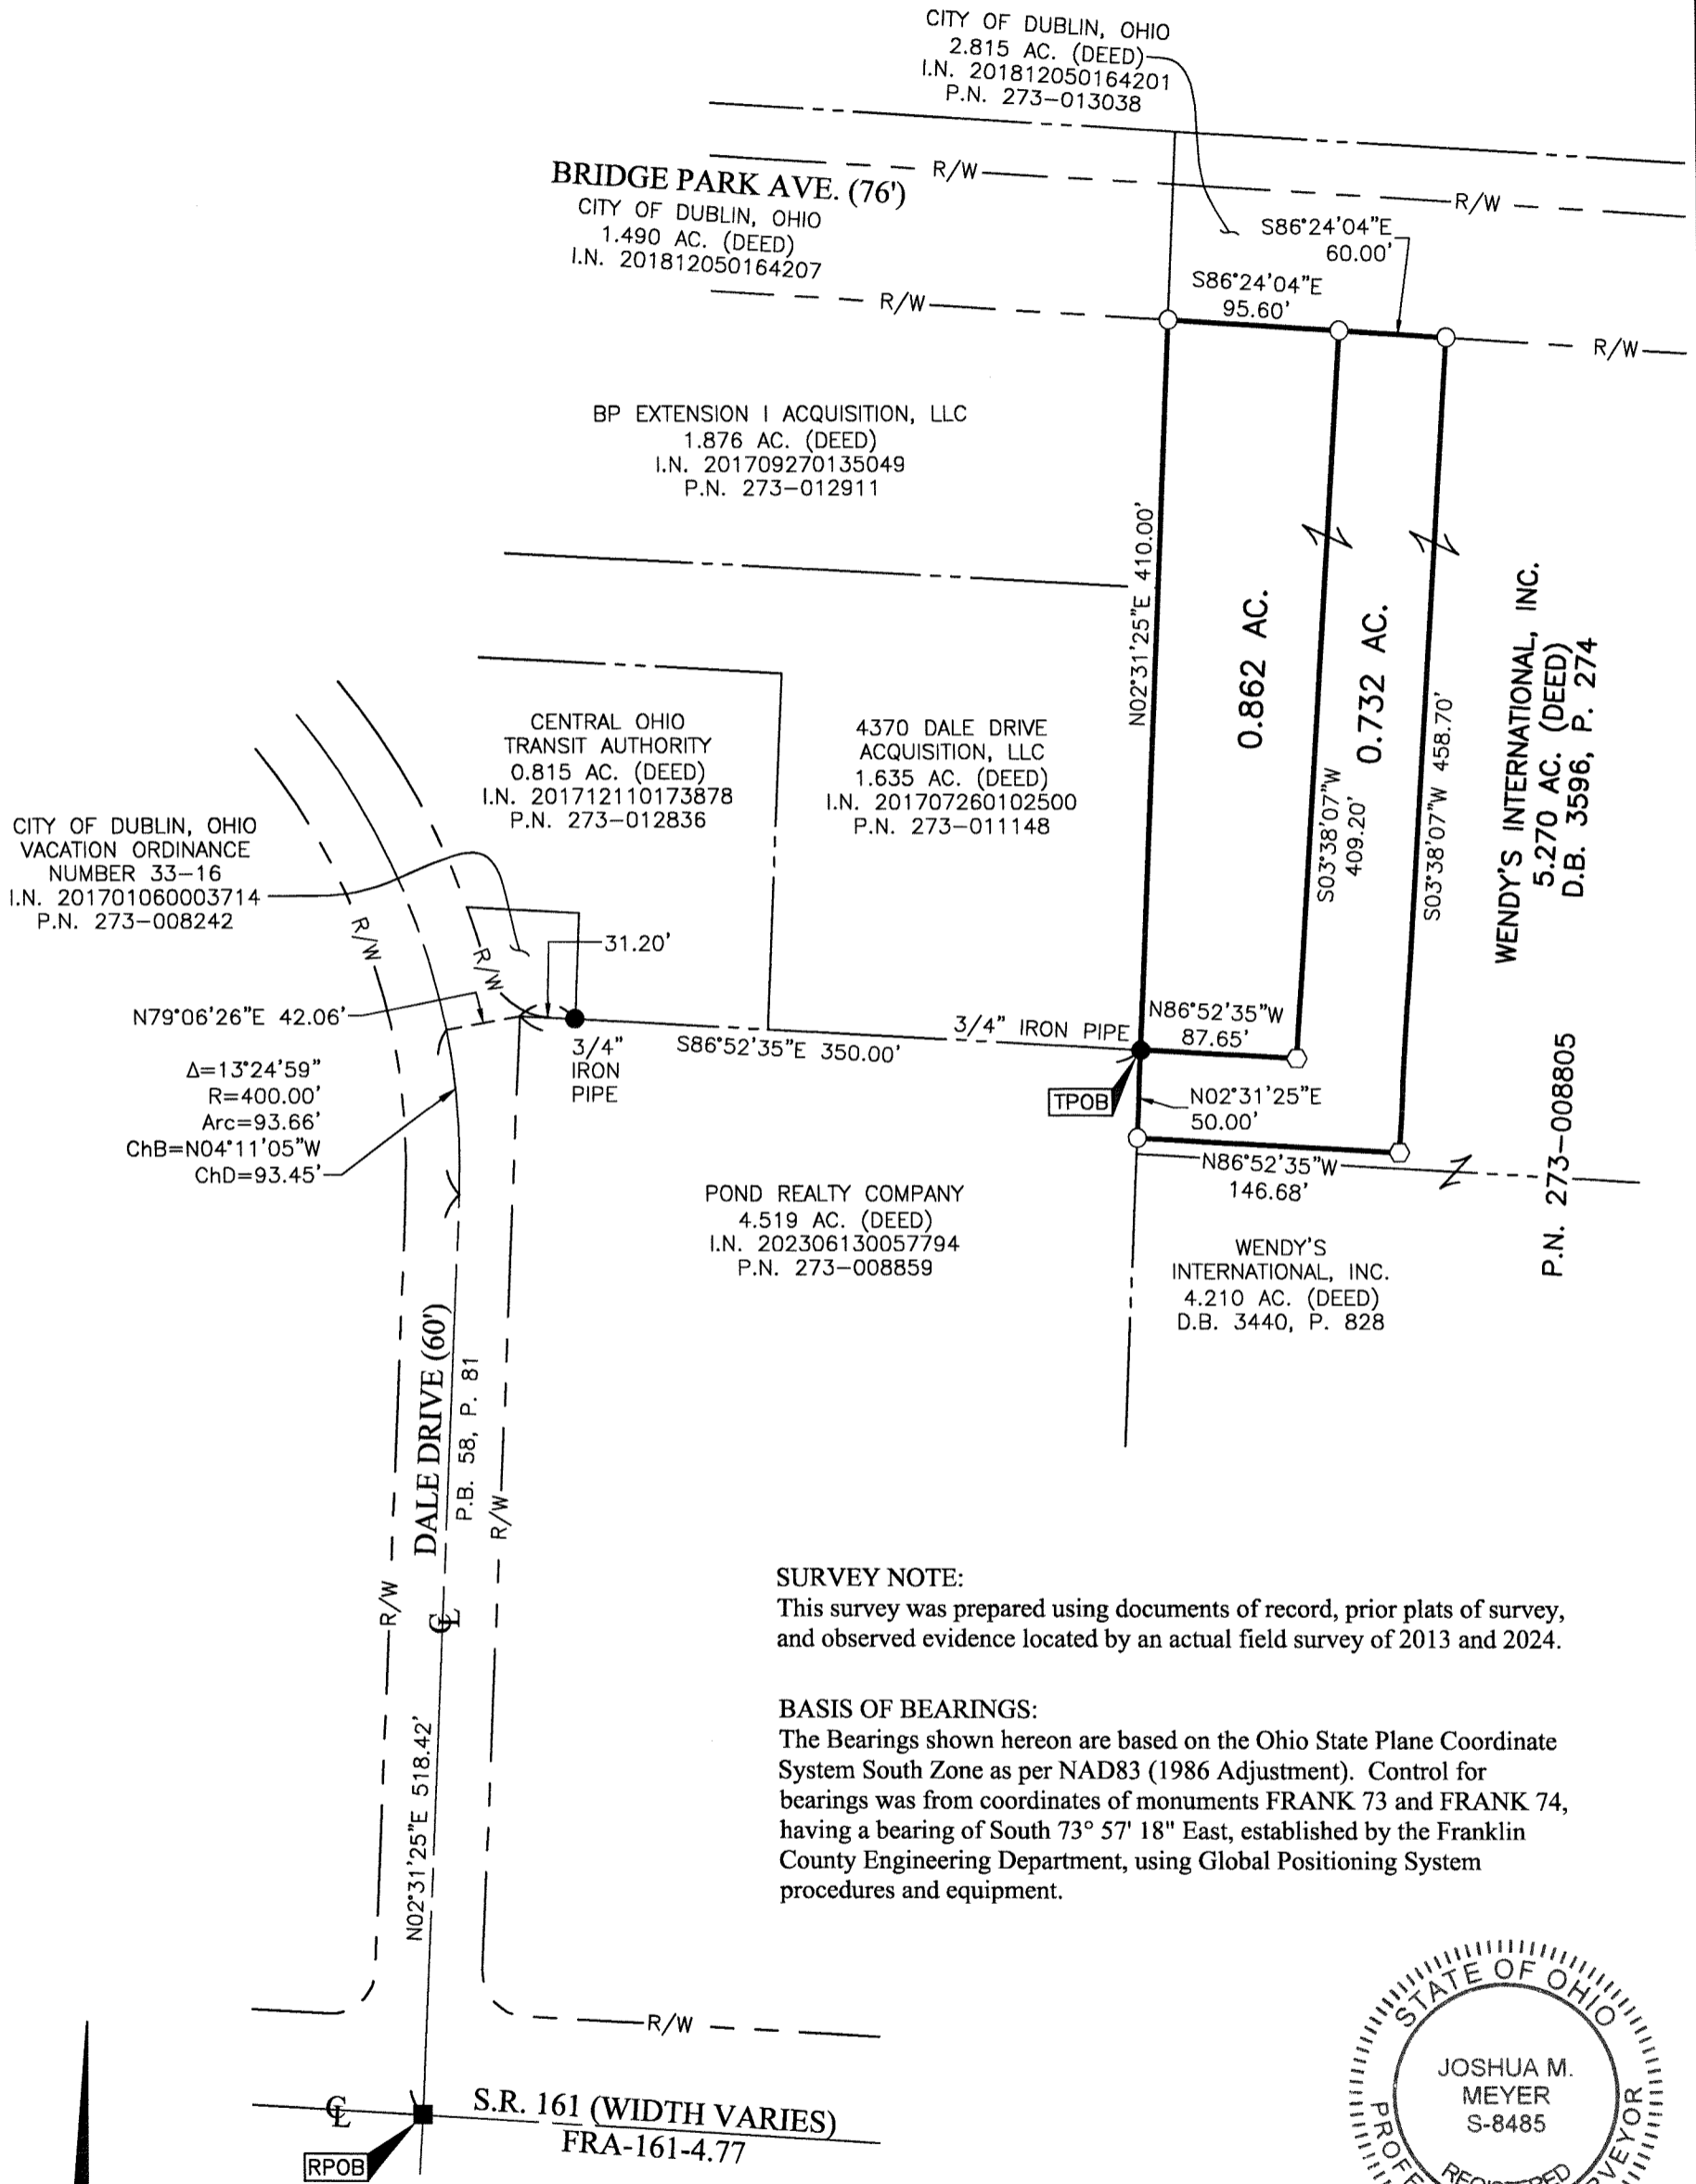 CITY OF DUBLIN, OHIO
2.815 AC. (DEED)
I.N. 201812050164201
P.N. 273-013038
R/W
R/W
BRIDGE PARK AVE. (76')
CITY OF DUBLIN, OHIO
1.490 AC. (DEED)
I.N. 201812050164207
S86°24'04"E
60.00'
S86°24'04"E
95.60'
R/W
R/W
BP EXTENSION I ACQUISITION, LLC
1.876 AC. (DEED)
I.N. 201709270135049
P.N. 273-012911
N02°31'25"E 410.00'
0.862 AC.
S03°38'07"W
409.20'
0.732 AC.
S03°38'07"W 458.70'
WENDY'S INTERNATIONAL, INC.
5.270 AC. (DEED)
D.B. 3596, P. 274
P.N. 273-008805
CENTRAL OHIO
TRANSIT AUTHORITY
0.815 AC. (DEED)
I.N. 201712110173878
P.N. 273-012836
4370 DALE DRIVE
ACQUISITION, LLC
1.635 AC. (DEED)
I.N. 201707260102500
P.N. 273-011148
CITY OF DUBLIN, OHIO
VACATION ORDINANCE
NUMBER 33-16
I.N. 201701060003714
P.N. 273-008242
R/W
R/W
31.20'
N79°06'26"E 42.06'
3/4"
IRON
PIPE
S86°52'35"E 350.00'
3/4" IRON PIPE
N86°52'35"W
87.65'
TPOB
N02°31'25"E
50.00'
N86°52'35"W
146.68'
Δ=13°24'59"
R=400.00'
Arc=93.66'
ChB=N04°11'05"W
ChD=93.45'
POND REALTY COMPANY
4.519 AC. (DEED)
I.N. 202306130057794
P.N. 273-008859
WENDY'S
INTERNATIONAL, INC.
4.210 AC. (DEED)
D.B. 3440, P. 828
DALE DRIVE (60')
P.B. 58, P. 81
R/W
R/W
℄
N02°31'25"E 518.42'
SURVEY NOTE:
This survey was prepared using documents of record, prior plats of survey,
and observed evidence located by an actual field survey of 2013 and 2024.
BASIS OF BEARINGS:
The Bearings shown hereon are based on the Ohio State Plane Coordinate
System South Zone as per NAD83 (1986 Adjustment). Control for
bearings was from coordinates of monuments FRANK 73 and FRANK 74,
having a bearing of South 73° 57' 18" East, established by the Franklin
County Engineering Department, using Global Positioning System
procedures and equipment.
R/W
℄
S.R. 161 (WIDTH VARIES)
FRA-161-4.77
RPOB
STATE OF OHIO
JOSHUA M.
MEYER
S-8485
REGISTERED